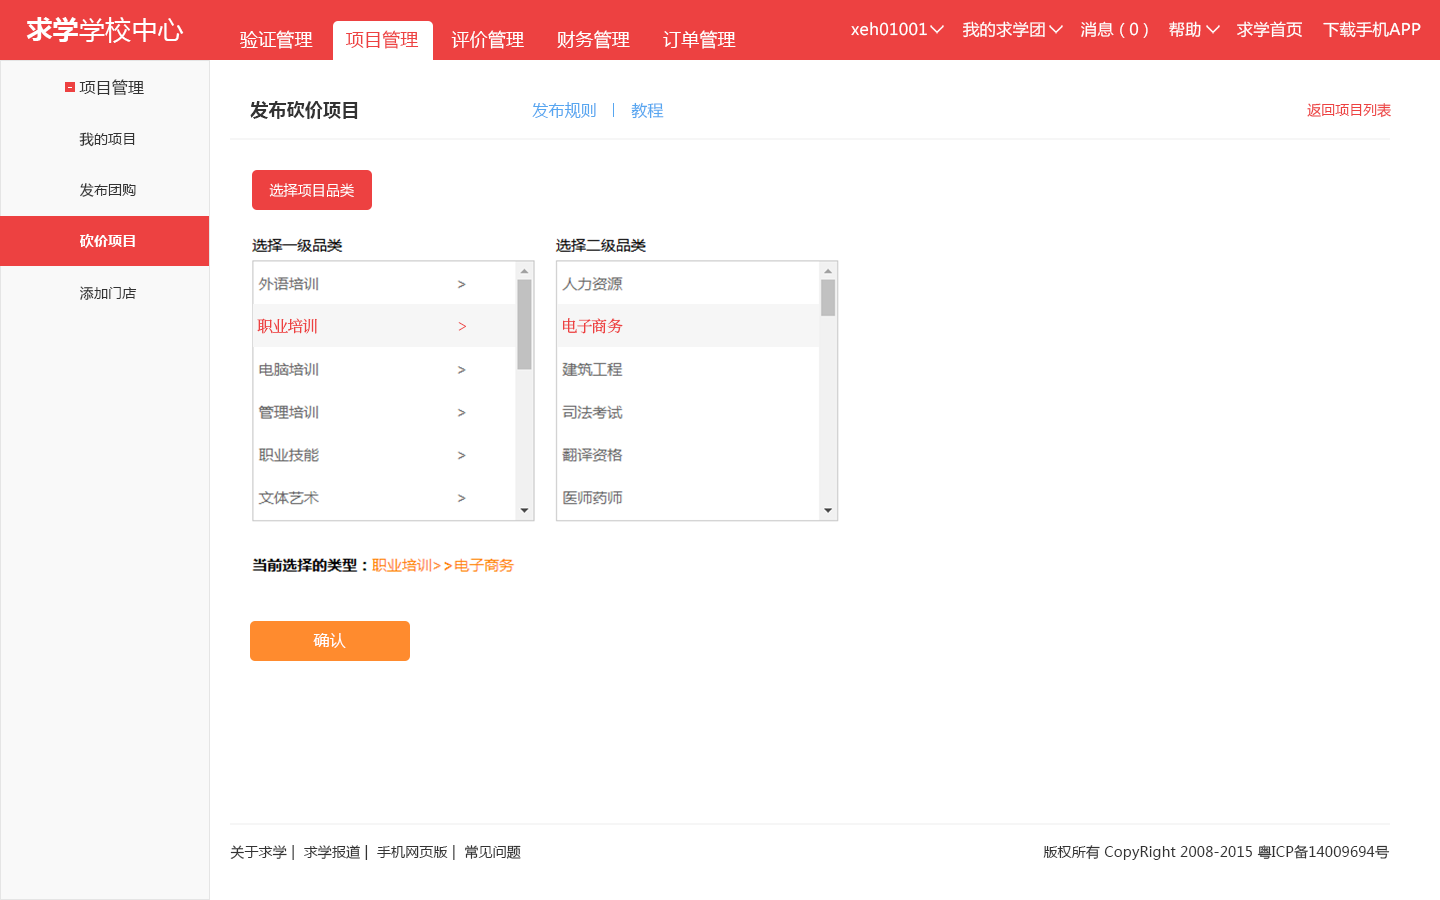 求学学校中心
验证管理 项目管理 评价管理 财务管理 订单管理
xeh01001 我的求学团 消息（0） 帮助 求学首页 下载手机APP
项目管理
我的项目
发布团购
砍价项目
添加门店
发布砍价项目 发布规则 | 教程 返回项目列表
选择项目品类
选择一级品类
外语培训 >
职业培训 >
电脑培训 >
管理培训 >
职业技能 >
文体艺术 >
选择二级品类
人力资源
电子商务
建筑工程
司法考试
翻译资格
医师药师
当前选择的类型：职业培训>>电子商务
确认
关于求学 | 求学报道 | 手机网页版 | 常见问题
版权所有 CopyRight 2008-2015 粤ICP备14009694号